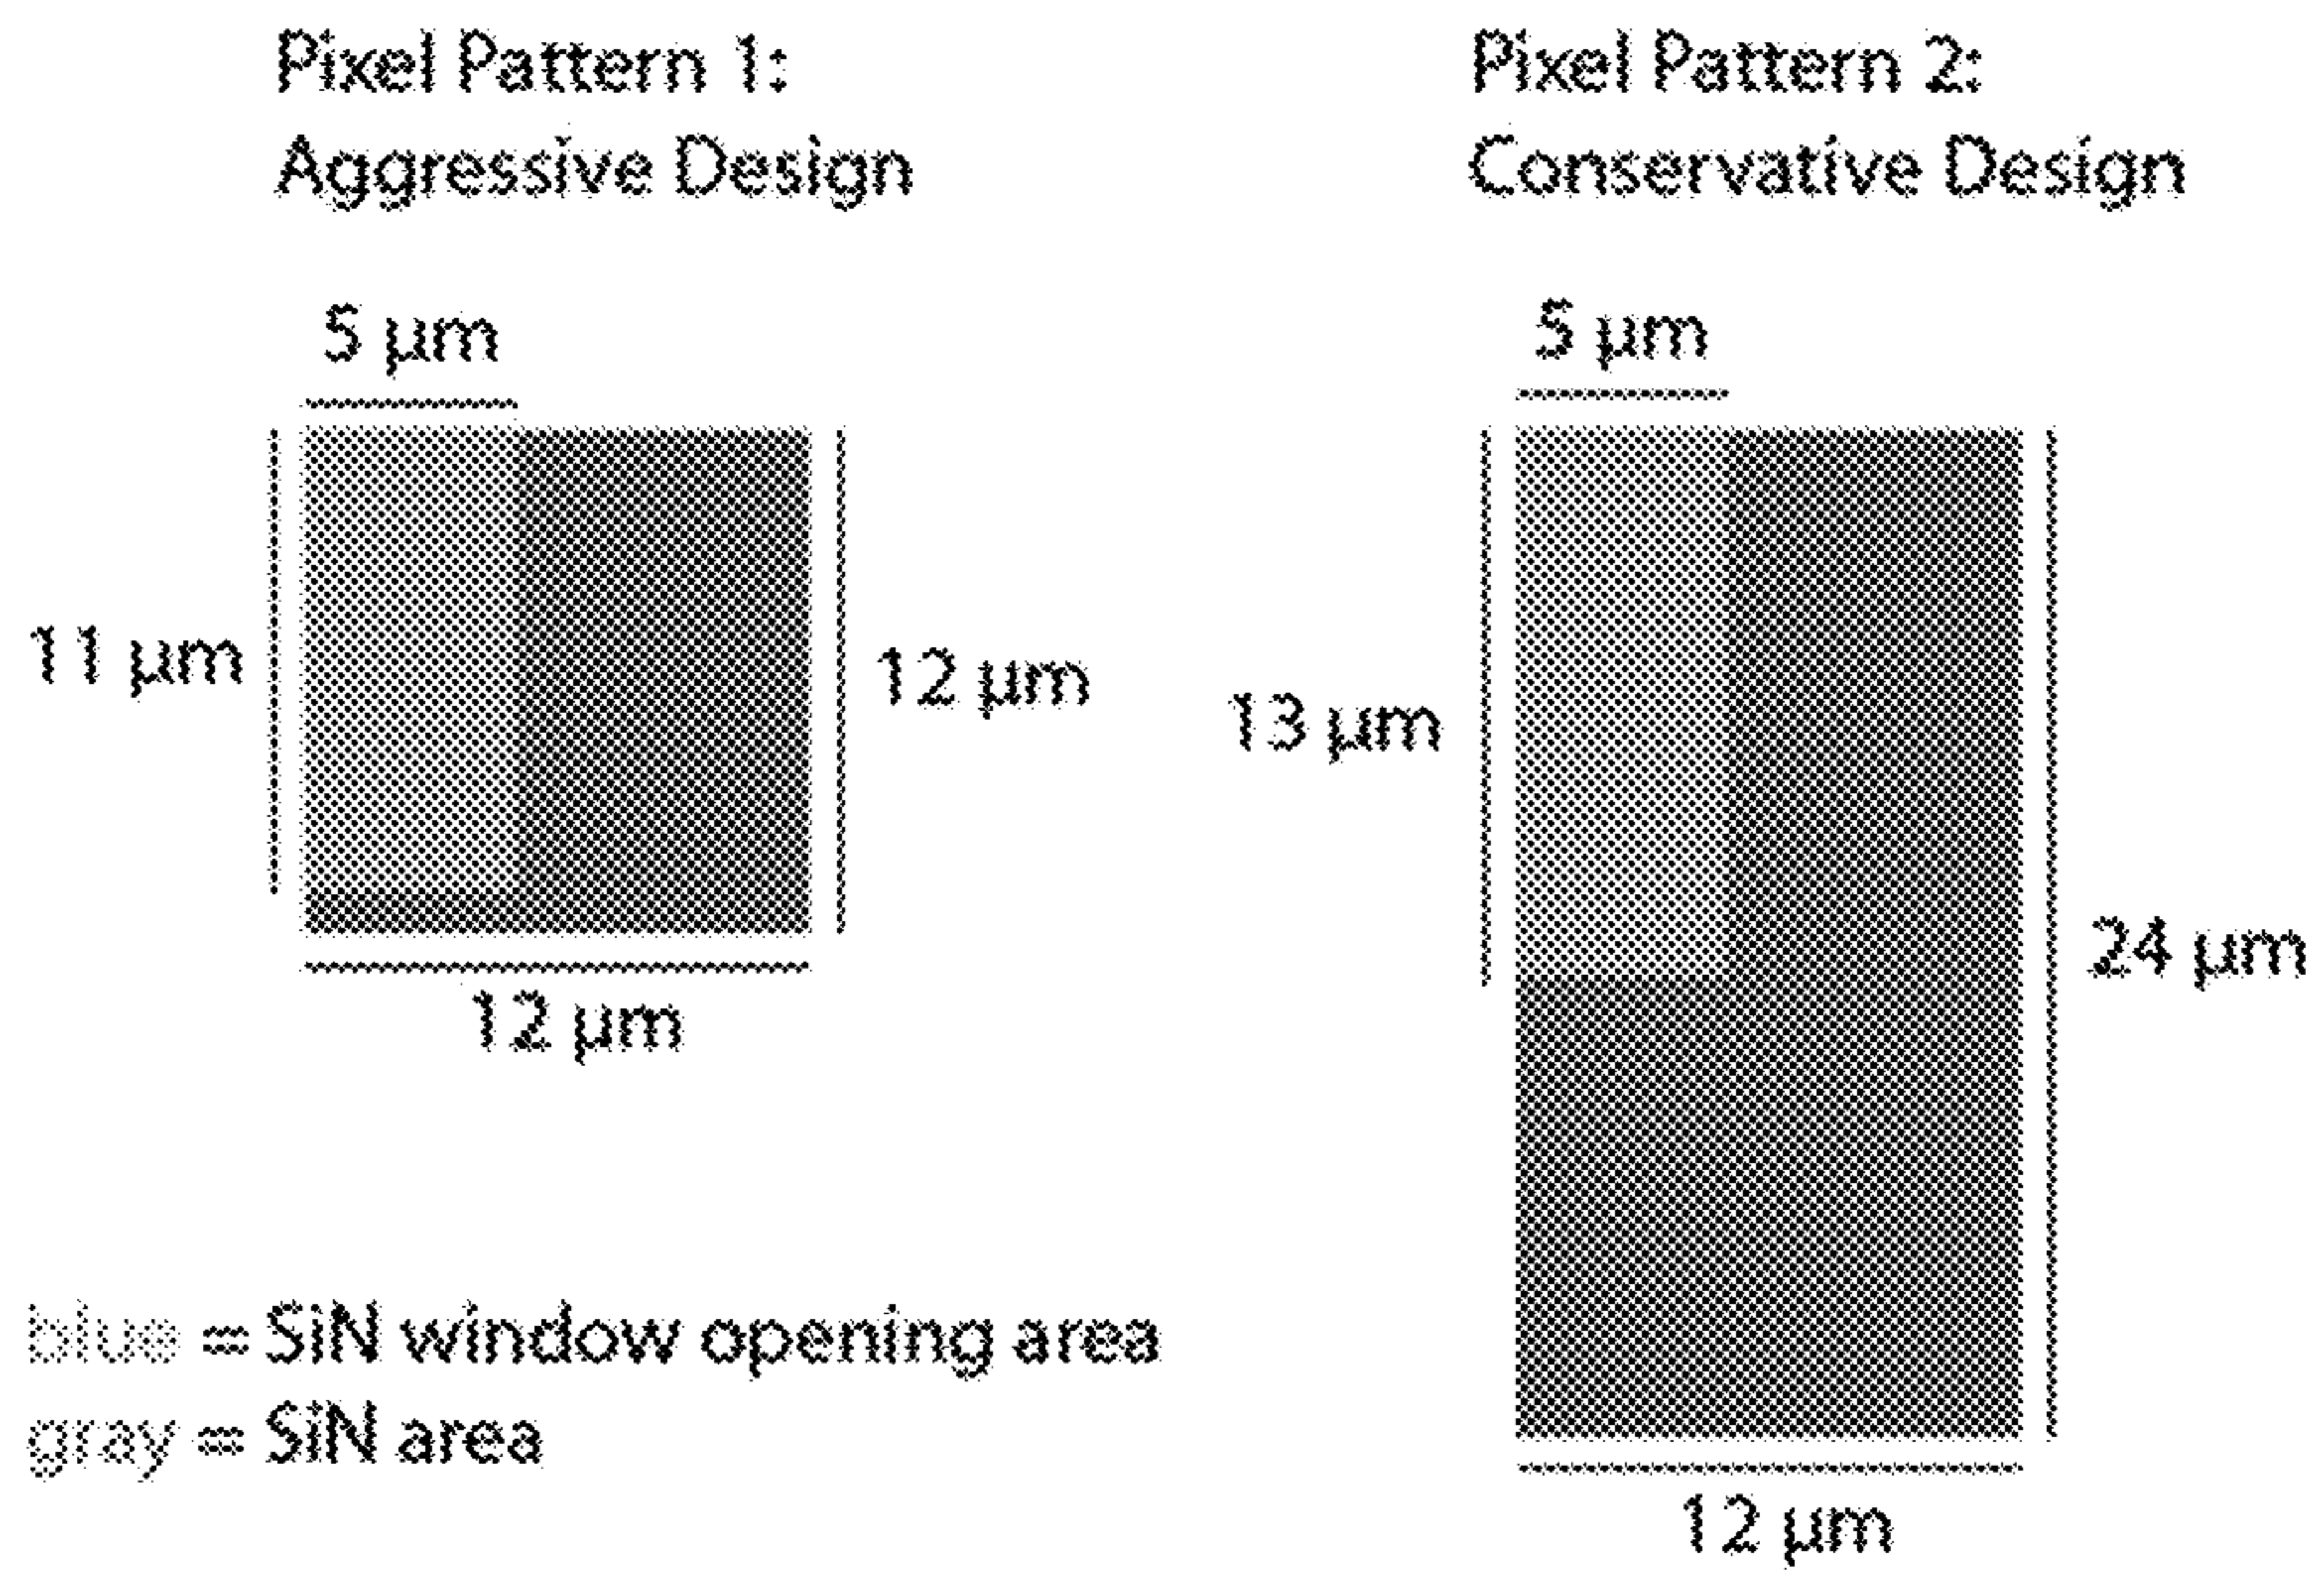 Pixel Pattern 1:
Aggressive Design
5 µm
11 µm
12 µm
12 µm
Pixel Pattern 2:
Conservative Design
5 µm
13 µm
24 µm
12 µm
blue = SiN window opening area
gray = SiN area